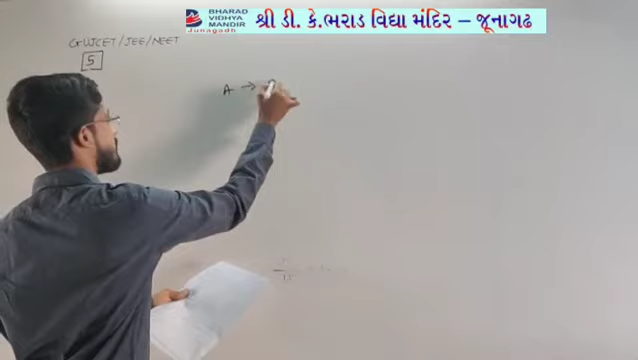 BHARAD
VIDHYA
MANDIR
Junagadh
શ્રી ડી. કે.ભરાડ વિદ્યા મંદિર – જૂનાગઢ
GUJCET/JEE/NEET
5
A →